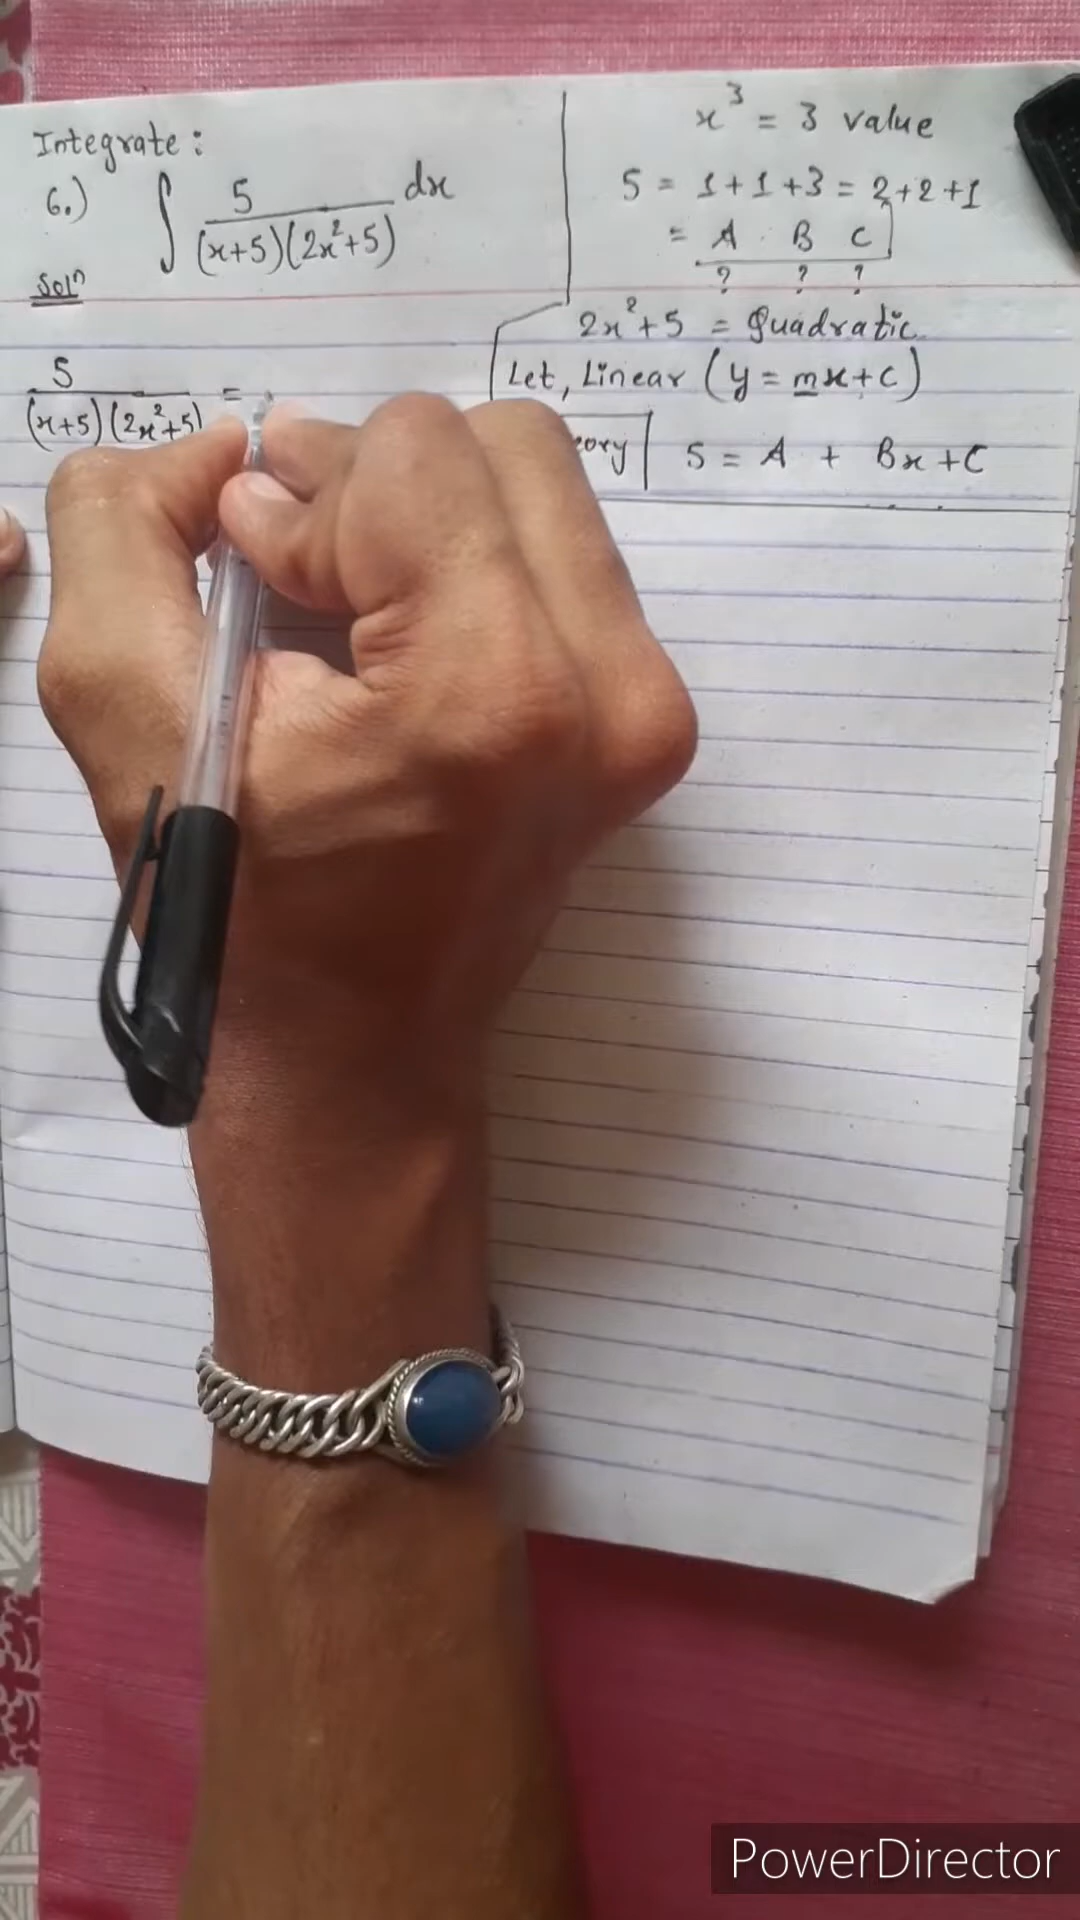 Integrate :
6.) ∫ 5 / (x+5)(2x²+5) dx
Solⁿ
5 / (x+5)(2x²+5) =
x³ = 3 value
5 = 1+1+3 = 2+2+1
= A B C
? ? ?
2x²+5 = Quadratic
Let, Linear (y = mx+c)
5 = A + Bx+C
PowerDirector